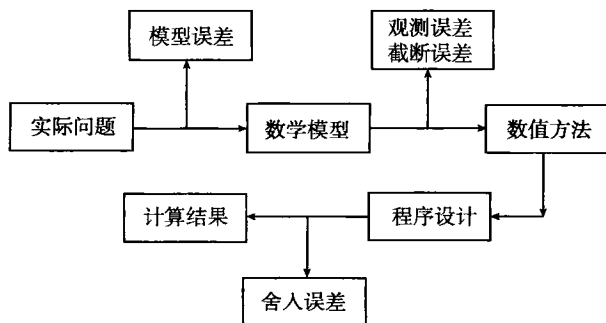 模型误差
观测误差
截断误差
实际问题
数学模型
数值方法
计算结果
程序设计
舍入误差